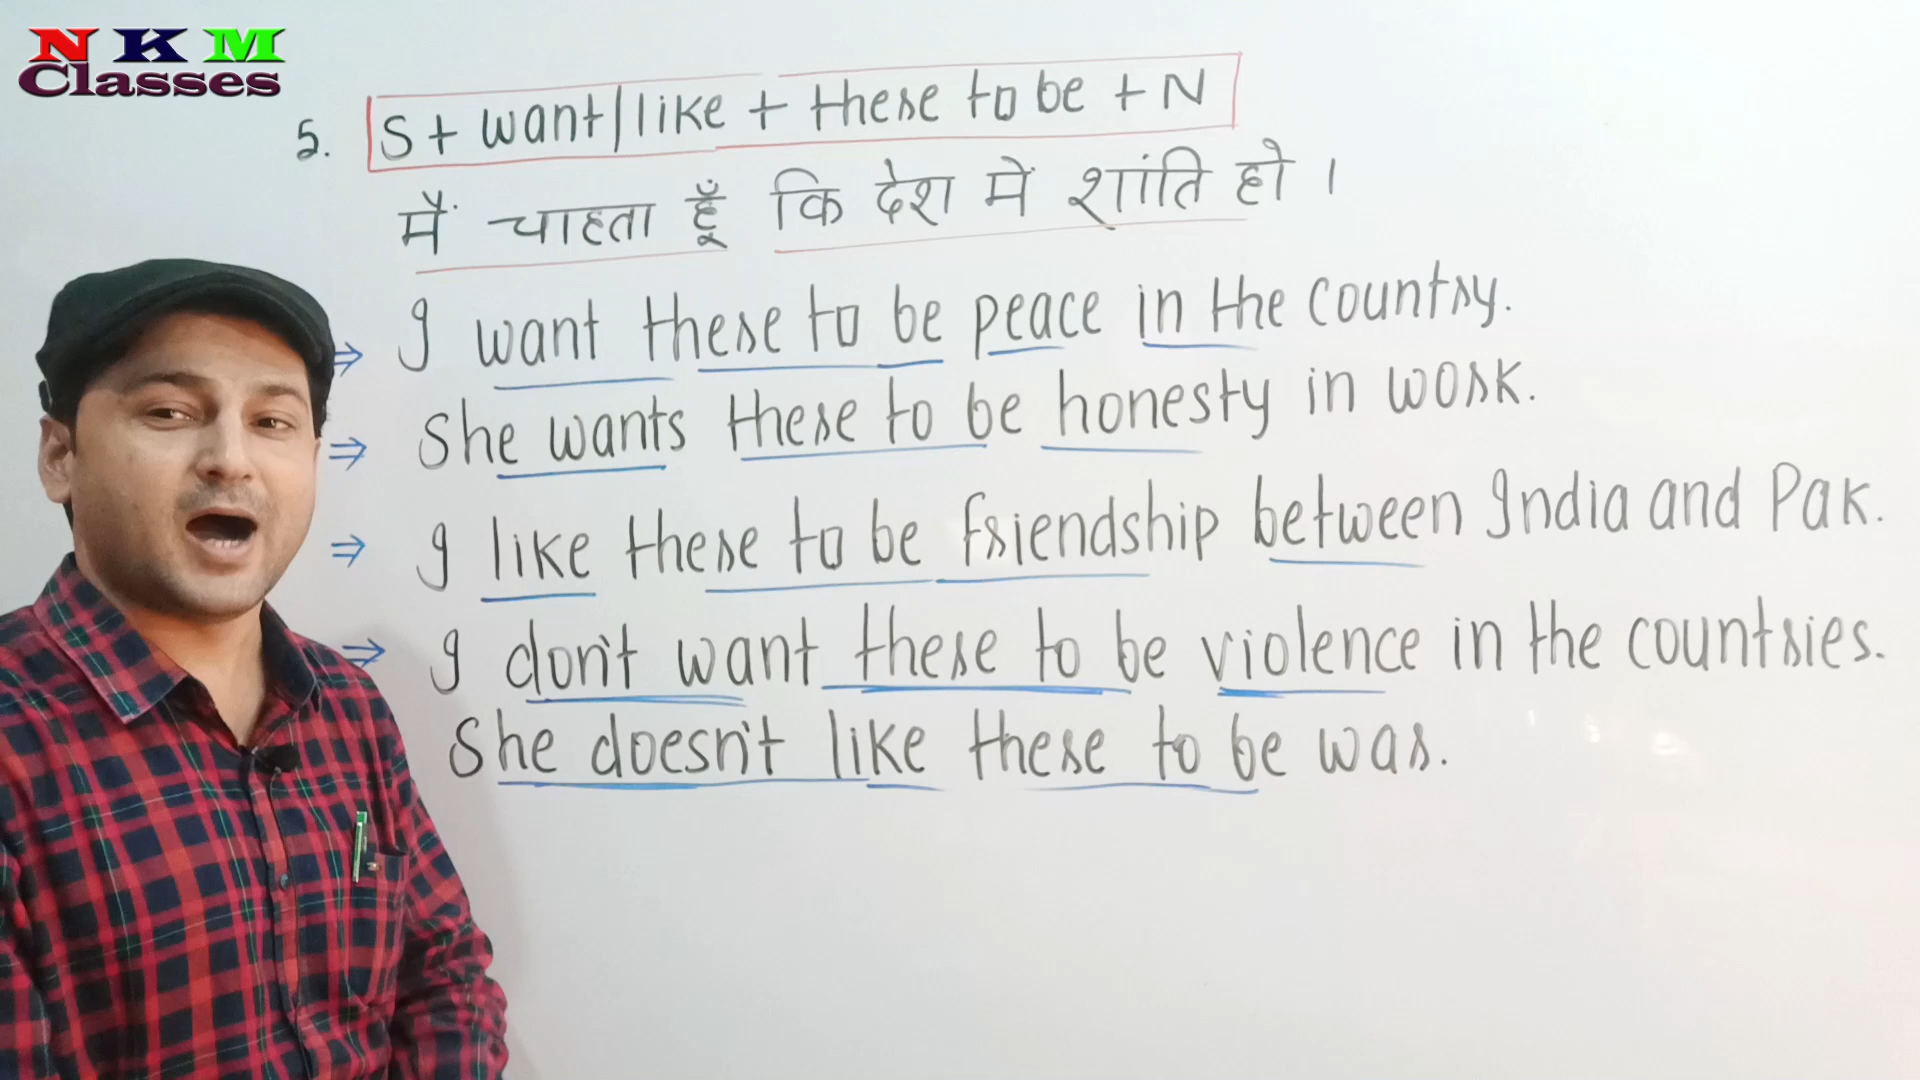 NKM
Classes
5. S + want/like + there to be + N
मैं चाहता हूँ कि देश में शांति हो।
⇒ I want there to be peace in the country.
⇒ She wants there to be honesty in work.
⇒ I like there to be friendship between India and Pak.
⇒ I don't want there to be violence in the countries.
She doesn't like there to be war.